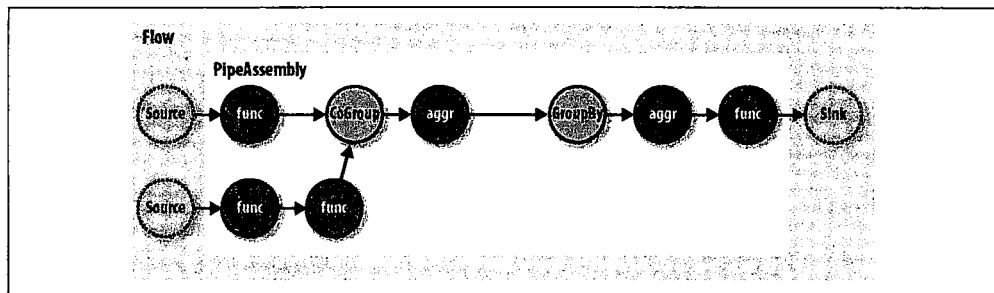 Flow
PipeAssembly
Source func CoGroup aggr GroupBy aggr func Sink
Source func func